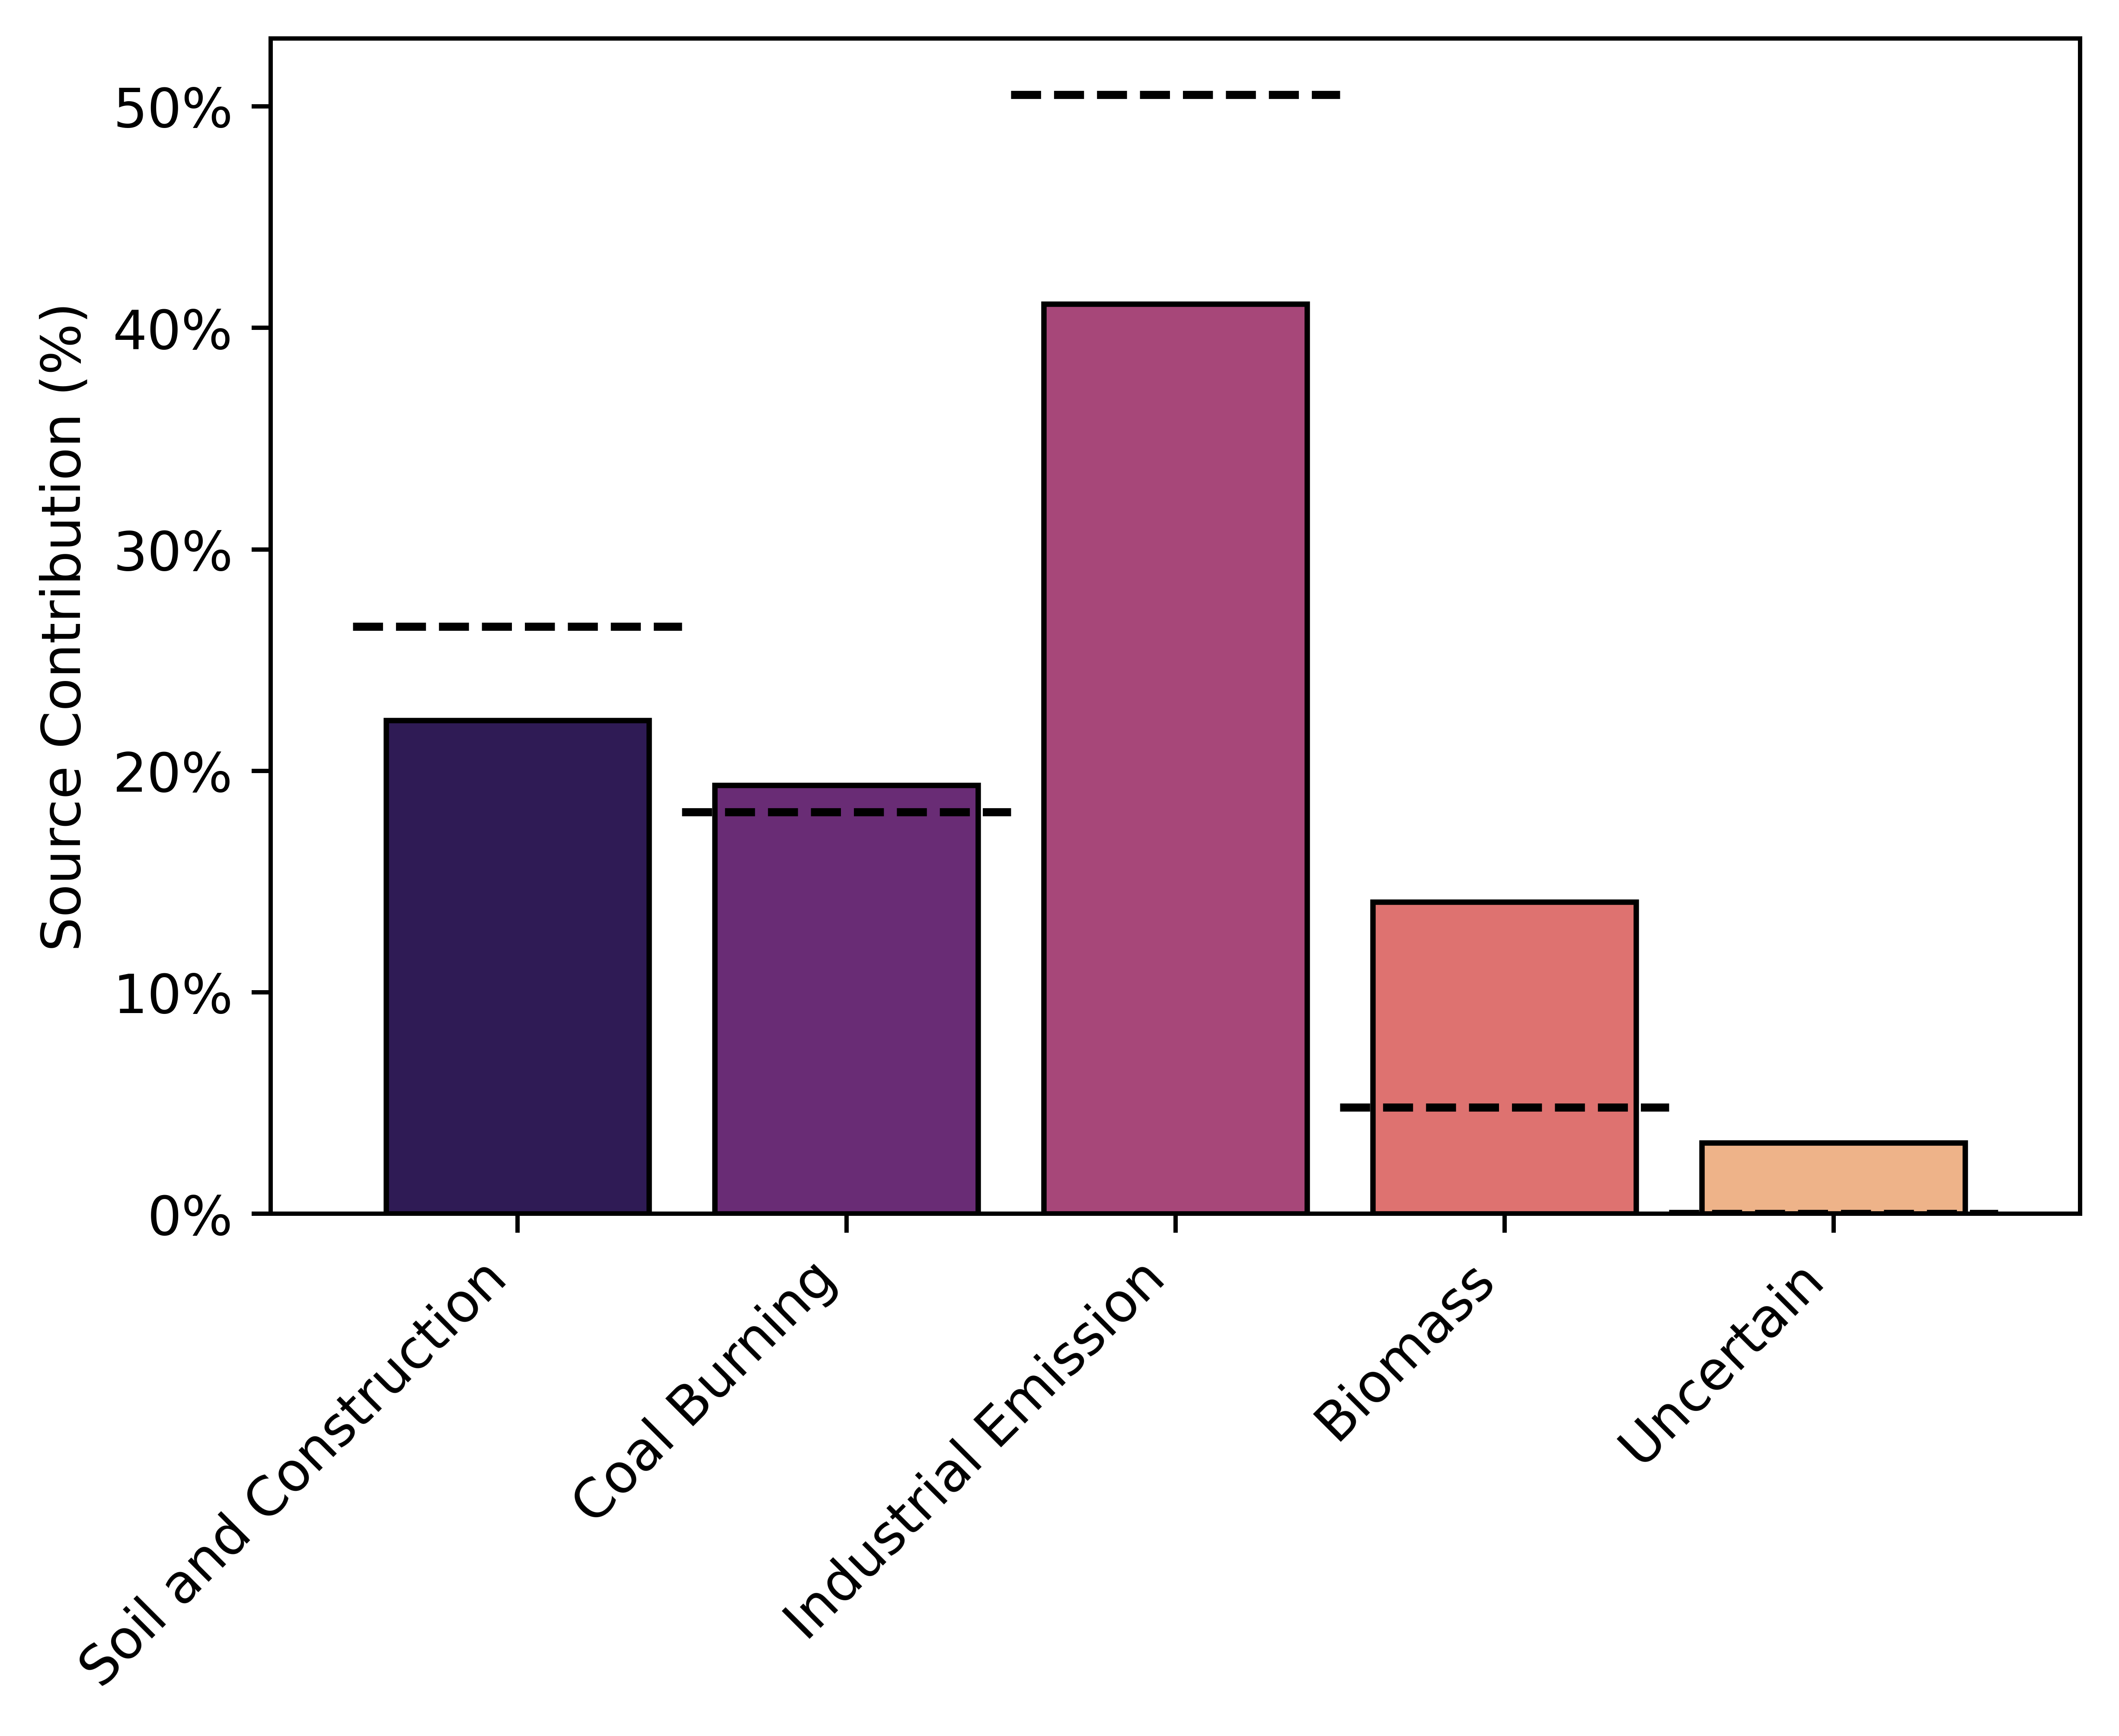 Source Contribution (%)
50%
40%
30%
20%
10%
0%
Soil and Construction
Coal Burning
Industrial Emission
Biomass
Uncertain